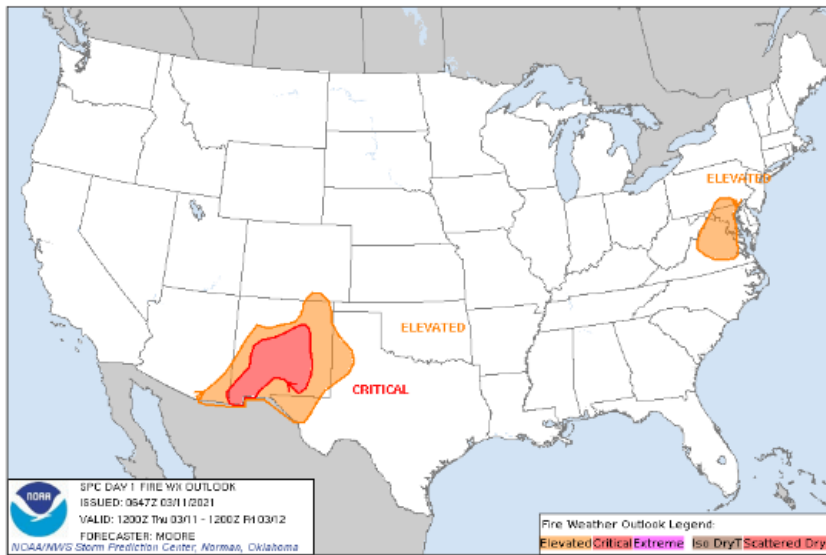 ELEVATED
ELEVATED
CRITICAL
NOAA
SPC DAY 1 FIRE WX OUTLOOK
ISSUED: 0647Z 03/11/2021
VALID: 1200Z Thu 03/11 - 1200Z Fri 03/12
FORECASTER: MOORE
NOAA/NWS Storm Prediction Center, Norman, Oklahoma
Fire Weather Outlook Legend:
Elevated Critical Extreme Iso DryT Scattered Dry